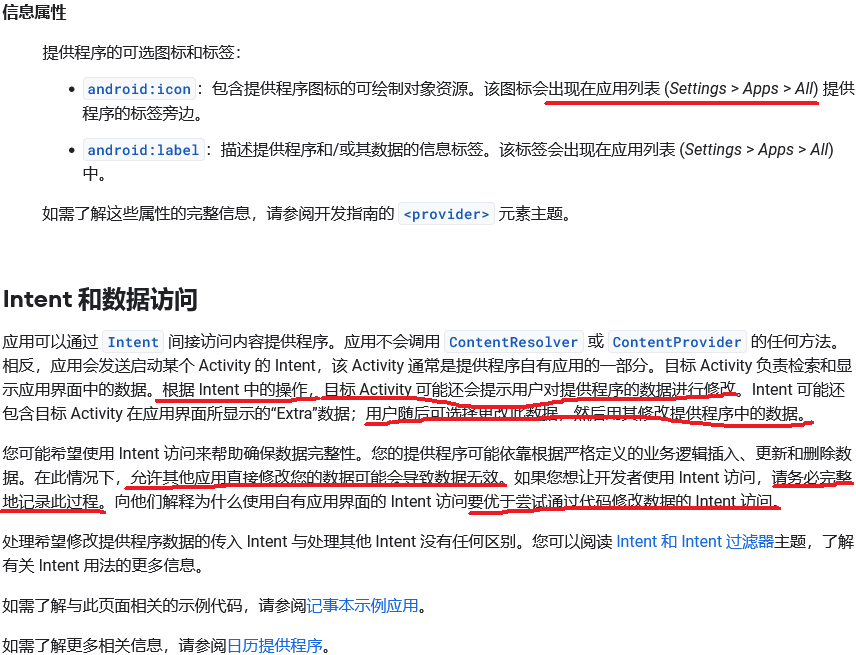 信息属性
提供程序的可选图标和标签：
• android:icon：包含提供程序图标的可绘制对象资源。该图标会出现在应用列表 (Settings > Apps > All) 提供
程序的标签旁边。
• android:label：描述提供程序和/或其数据的信息标签。该标签会出现在应用列表 (Settings > Apps > All)
中。
如需了解这些属性的完整信息，请参阅开发指南的 <provider> 元素主题。
Intent 和数据访问
应用可以通过 Intent 间接访问内容提供程序。应用不会调用 ContentResolver 或 ContentProvider 的任何方法。
相反，应用会发送启动某个 Activity 的 Intent，该 Activity 通常是提供程序自有应用的一部分。目标 Activity 负责检索和显
示应用界面中的数据。根据 Intent 中的操作，目标 Activity 可能还会提示用户对提供程序的数据进行修改。Intent 可能还
包含目标 Activity 在应用界面所显示的“Extra”数据；用户随后可选择更改此数据，然后用其修改提供程序中的数据。
您可能希望使用 Intent 访问来帮助确保数据完整性。您的提供程序可能依靠根据严格定义的业务逻辑插入、更新和删除数
据。在此情况下，允许其他应用直接修改您的数据可能会导致数据无效。如果您想让开发者使用 Intent 访问，请务必完整
地记录此过程。向他们解释为什么使用自有应用界面的 Intent 访问要优于尝试通过代码修改数据的 Intent 访问。
处理希望修改提供程序数据的传入 Intent 与处理其他 Intent 没有任何区别。您可以阅读 Intent 和 Intent 过滤器主题，了解
有关 Intent 用法的更多信息。
如需了解与此页面相关的示例代码，请参阅记事本示例应用。
如需了解更多相关信息，请参阅日历提供程序。